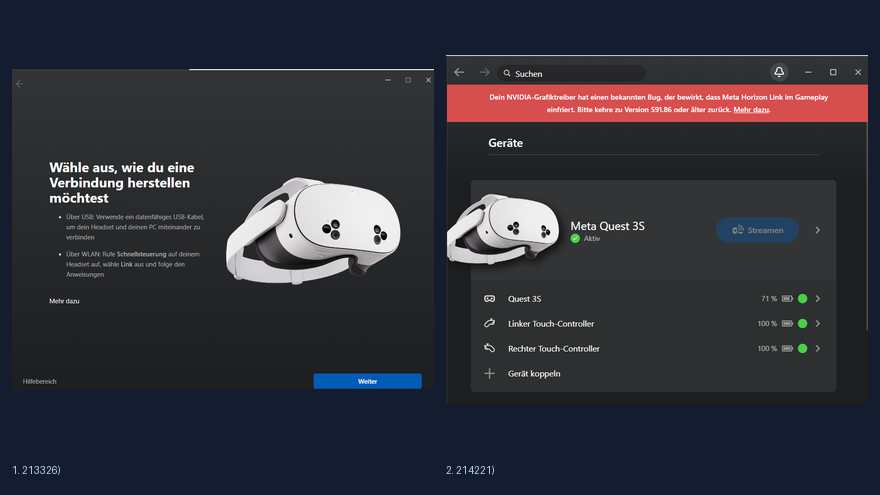 Wähle aus, wie du eine
Verbindung herstellen
möchtest
Über USB: Verwende ein datenfähiges USB-Kabel,
um dein Headset und deinen PC miteinander zu
verbinden
Über WLAN: Rufe Schnellsteuerung auf deinem
Headset auf, wähle Link aus und folge den
Anweisungen
Mehr dazu
Hilfebereich
Weiter
1. 213326)
Suchen
Dein NVIDIA-Grafiktreiber hat einen bekannten Bug, der bewirkt, dass Meta Horizon Link im Gameplay
einfriert. Bitte kehre zu Version 591.86 oder älter zurück. Mehr dazu.
Geräte
Meta Quest 3S
Aktiv
Streamen
Quest 3S 71 %
Linker Touch-Controller 100 %
Rechter Touch-Controller 100 %
Gerät koppeln
2. 214221)